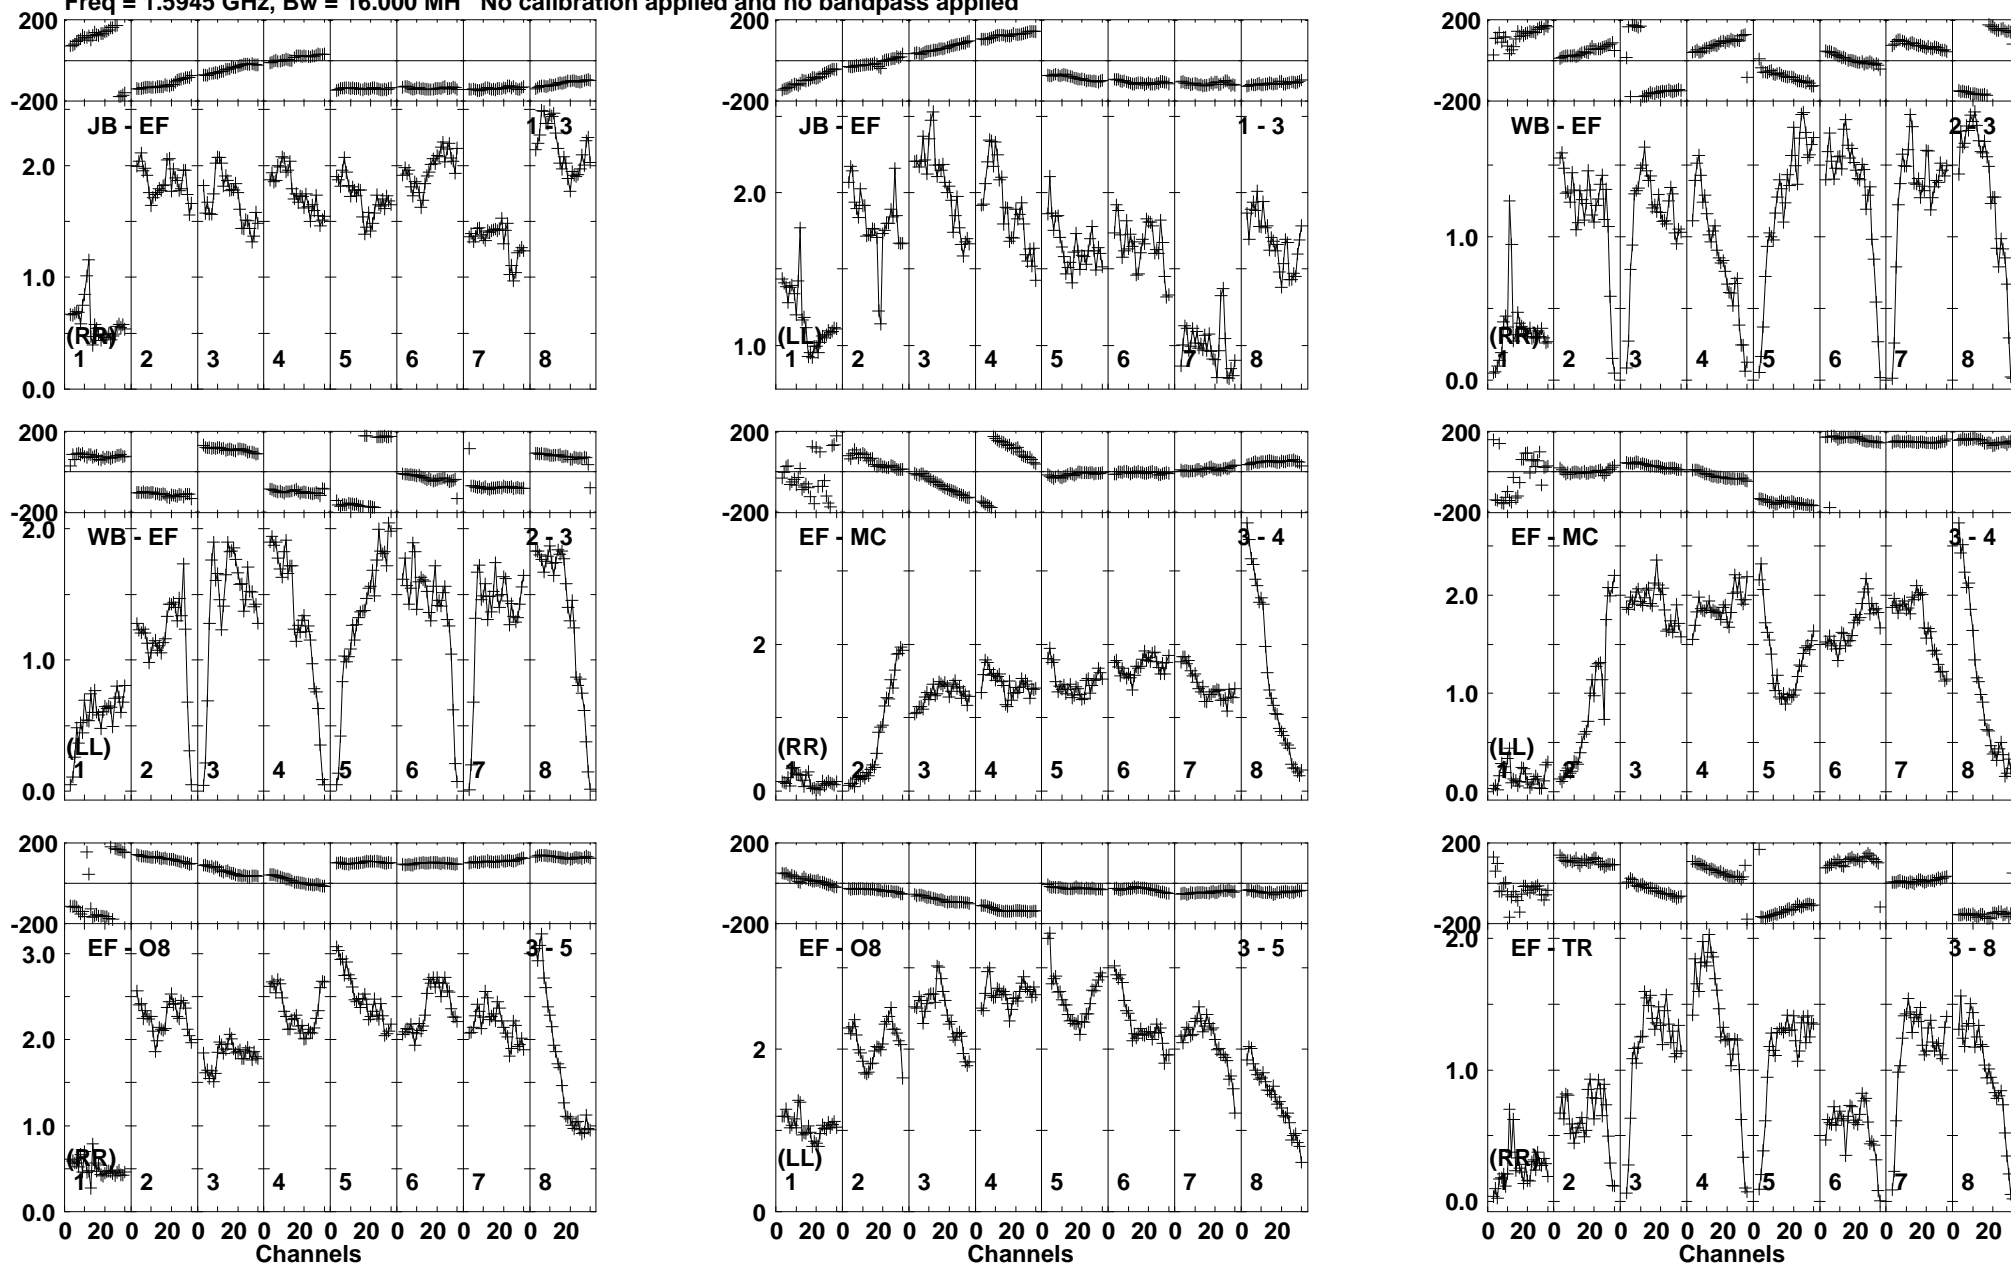 Freq = 1.5945 GHz, Bw = 16.000 MH No calibration applied and no bandpass applied
200 200 200
-200 -200 -200
JB - EF 1 - 3 JB - EF 1 - 3 WB - EF 2 - 3
2.0 2.0
1.0 1.0 1.0
(RR) (LL) (RR)
1 2 3 4 5 6 7 8 1 2 3 4 5 6 7 8 1 2 3 4 5 6 7 8
0.0 0.0
200 200 200
-200 -200 -200
2.0
WB - EF 2 - 3 EF - MC 3 - 4 EF - MC 3 - 4
2.0
2
1.0 1.0
(LL) (RR) (LL)
1 2 3 4 5 6 7 8 1 2 3 4 5 6 7 8 1 2 3 4 5 6 7 8
0.0 0 0.0
200 200 200
-200 -200 -200
2.0
EF - O8 3 - 5 EF - O8 3 - 5 EF - TR 3 - 8
3.0
2.0 2
1.0 1.0
(RR) (LL) (RR)
1 2 3 4 5 6 7 8 1 2 3 4 5 6 7 8 1 2 3 4 5 6 7 8
0.0 0 0.0
0 20 0 20 0 20 0 20 0 20 0 20 0 20 0 20 0 20 0 20 0 20 0 20 0 20 0 20 0 20 0 20 0 20 0 20 0 20 0 20 0 20 0 20 0 20 0 20
Channels Channels Channels